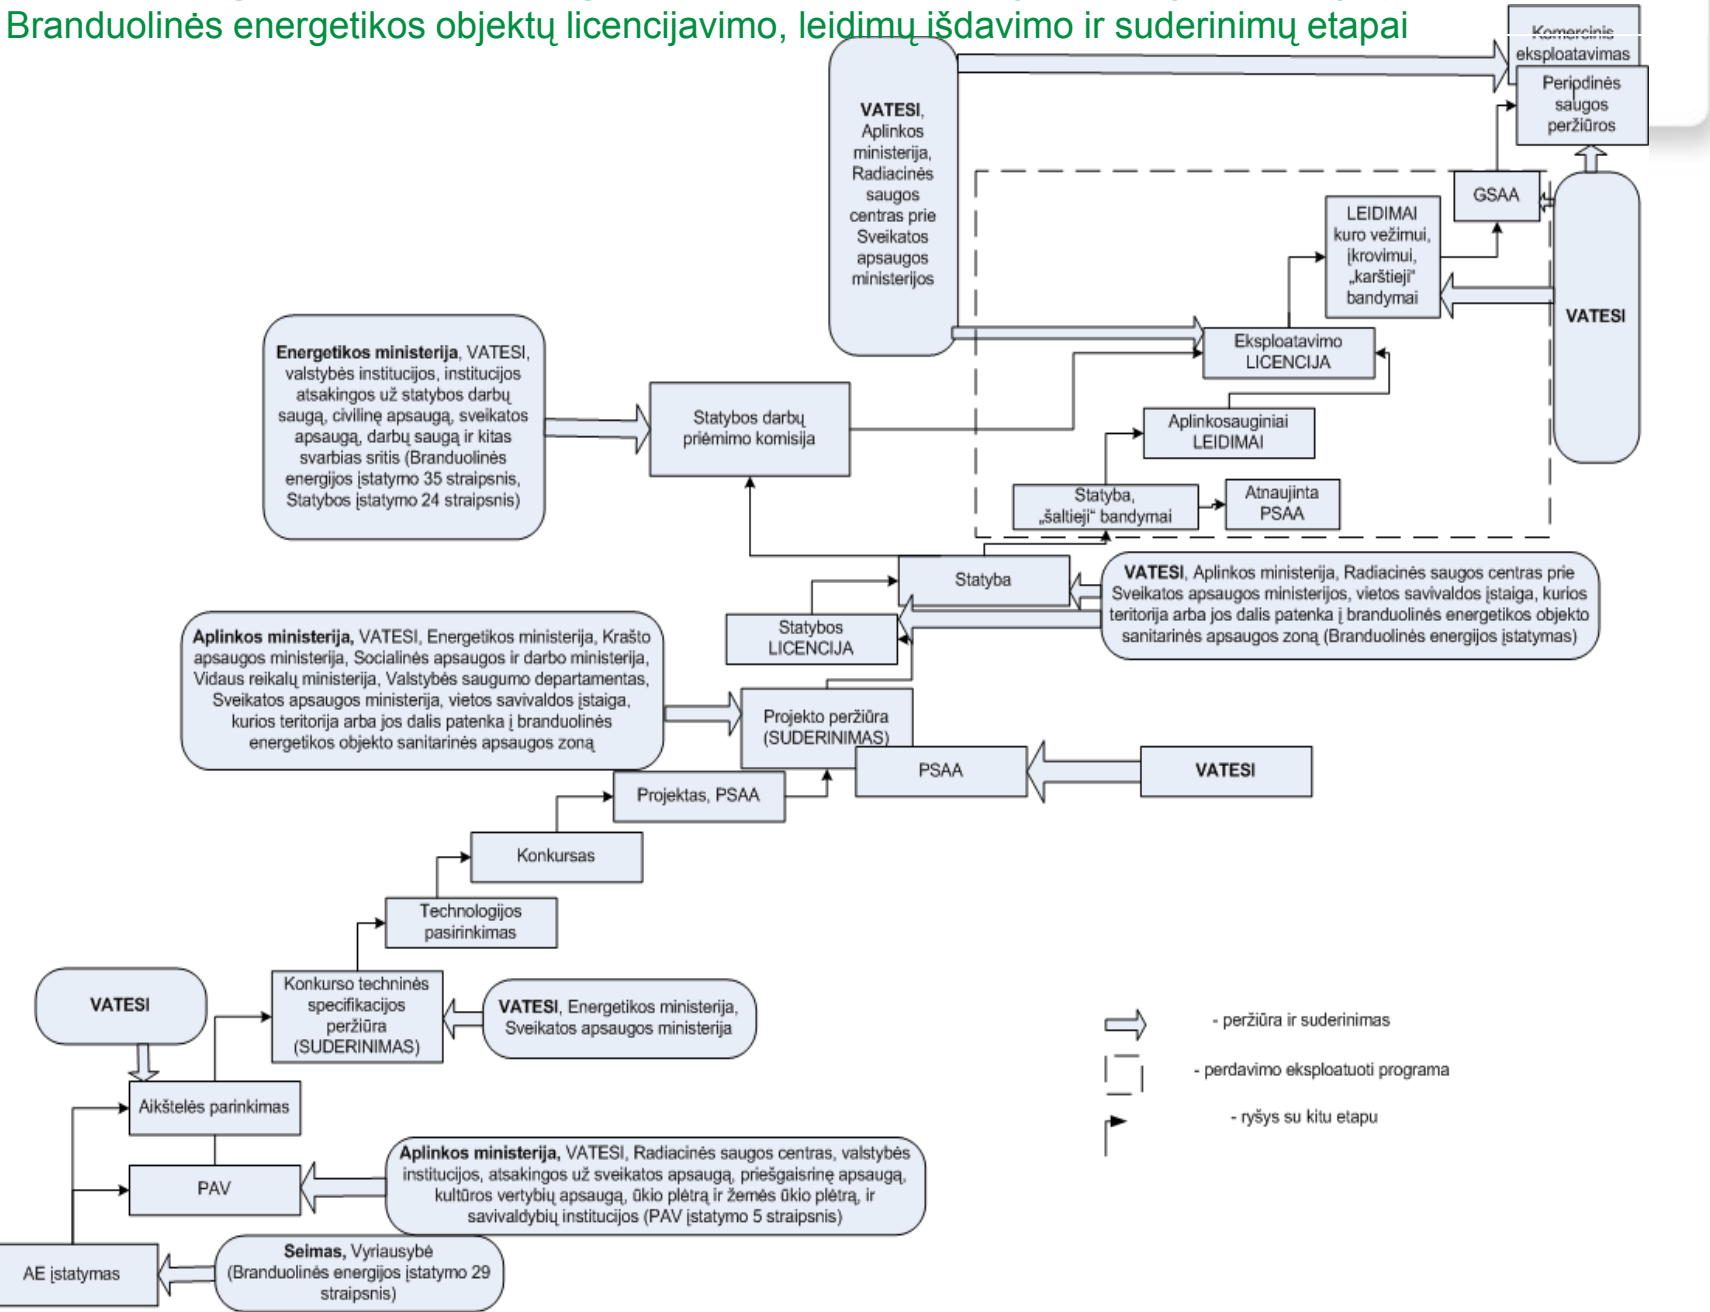 Branduolinės energetikos objektų licencijavimo, leidimų išdavimo ir suderinimų etapai
Komercinis
eksploatavimas
Periodinės
saugos
peržiūros
VATESI,
Aplinkos
ministerija,
Radiacinės
saugos
centras prie
Sveikatos
apsaugos
ministerijos
GSAA
LEIDIMAI
kuro vežimui,
įkrovimui,
„karštieji"
bandymai
VATESI
Eksploatavimo
LICENCIJA
Energetikos ministerija, VATESI,
valstybės institucijos, institucijos
atsakingos už statybos darbų
saugą, civilinę apsaugą, sveikatos
apsaugą, darbų saugą ir kitas
svarbias sritis (Branduolinės
energijos įstatymo 35 straipsnis,
Statybos įstatymo 24 straipsnis)
Statybos darbų
priėmimo komisija
Aplinkosauginiai
LEIDIMAI
Statyba,
„šaltieji" bandymai
Atnaujinta
PSAA
Statyba
VATESI, Aplinkos ministerija, Radiacinės saugos centras prie
Sveikatos apsaugos ministerijos, vietos savivaldos įstaiga, kurios
teritorija arba jos dalis patenka į branduolinės energetikos objekto
sanitarinės apsaugos zoną (Branduolinės energijos įstatymas)
Statybos
LICENCIJA
Aplinkos ministerija, VATESI, Energetikos ministerija, Krašto
apsaugos ministerija, Socialinės apsaugos ir darbo ministerija,
Vidaus reikalų ministerija, Valstybės saugumo departamentas,
Sveikatos apsaugos ministerija, vietos savivaldos įstaiga,
kurios teritorija arba jos dalis patenka į branduolinės
energetikos objekto sanitarinės apsaugos zoną
Projekto peržiūra
(SUDERINIMAS)
PSAA
VATESI
Projektas, PSAA
Konkursas
Technologijos
pasirinkimas
VATESI
Konkurso techninės
specifikacijos
peržiūra
(SUDERINIMAS)
VATESI, Energetikos ministerija,
Sveikatos apsaugos ministerija
- peržiūra ir suderinimas
- perdavimo eksploatuoti programa
- ryšys su kitu etapu
Aikštelės parinkimas
PAV
Aplinkos ministerija, VATESI, Radiacinės saugos centras, valstybės
institucijos, atsakingos už sveikatos apsaugą, priešgaisrinę apsaugą,
kultūros vertybių apsaugą, ūkio plėtrą ir žemės ūkio plėtrą, ir
savivaldybių institucijos (PAV įstatymo 5 straipsnis)
AE įstatymas
Seimas, Vyriausybė
(Branduolinės energijos įstatymo 29
straipsnis)